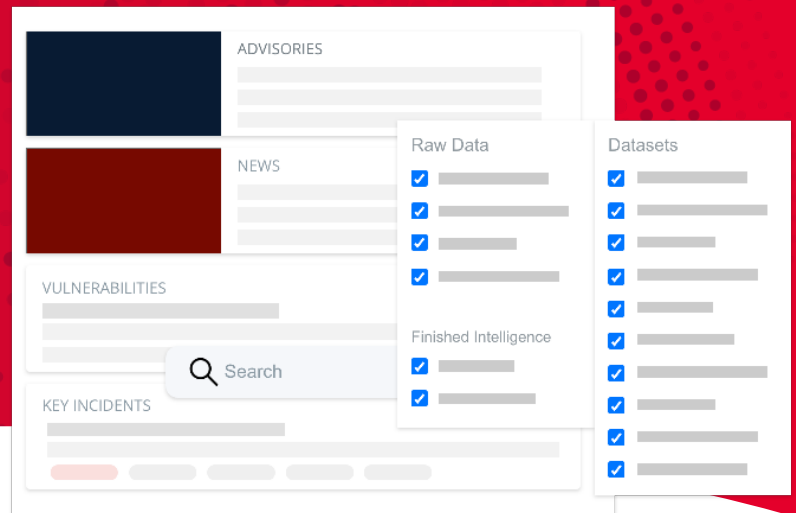 ADVISORIES
NEWS
VULNERABILITIES
Search
KEY INCIDENTS
Raw Data
Finished Intelligence
Datasets